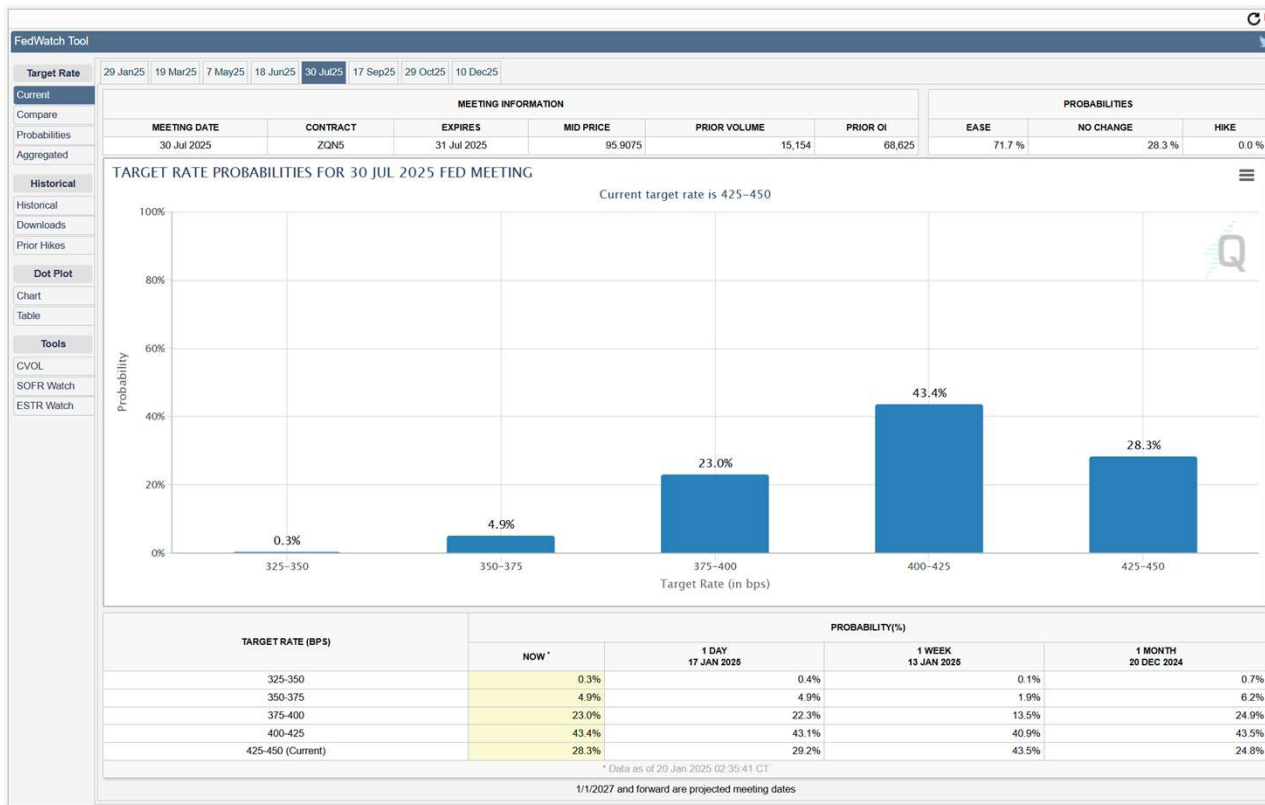 FedWatch Tool
Target Rate
Current
Compare
Probabilities
Aggregated
Historical
Historical
Downloads
Prior Hikes
Dot Plot
Chart
Table
Tools
CVOL
SOFR Watch
ESTR Watch
29 Jan25 19 Mar25 7 May25 18 Jun25 30 Jul25 17 Sep25 29 Oct25 10 Dec25
MEETING INFORMATION PROBABILITIES
MEETING DATE CONTRACT EXPIRES MID PRICE PRIOR VOLUME PRIOR OI EASE NO CHANGE HIKE
30 Jul 2025 ZQN5 31 Jul 2025 95.9075 15,154 68,625 71.7 % 28.3 % 0.0 %
TARGET RATE PROBABILITIES FOR 30 JUL 2025 FED MEETING
Current target rate is 425-450
Q
Probability
100%
80%
60%
40%
20%
0%
0.3% 4.9% 23.0% 43.4% 28.3%
325-350 350-375 375-400 400-425 425-450
Target Rate (in bps)
TARGET RATE (BPS) PROBABILITY(%)
NOW * 1 DAY 17 JAN 2025 1 WEEK 13 JAN 2025 1 MONTH 20 DEC 2024
325-350 0.3% 0.4% 0.1% 0.7%
350-375 4.9% 4.9% 1.9% 6.2%
375-400 23.0% 22.3% 13.5% 24.9%
400-425 43.4% 43.1% 40.9% 43.5%
425-450 (Current) 28.3% 29.2% 43.5% 24.8%
* Data as of 20 Jan 2025 02:35:41 CT
1/1/2027 and forward are projected meeting dates